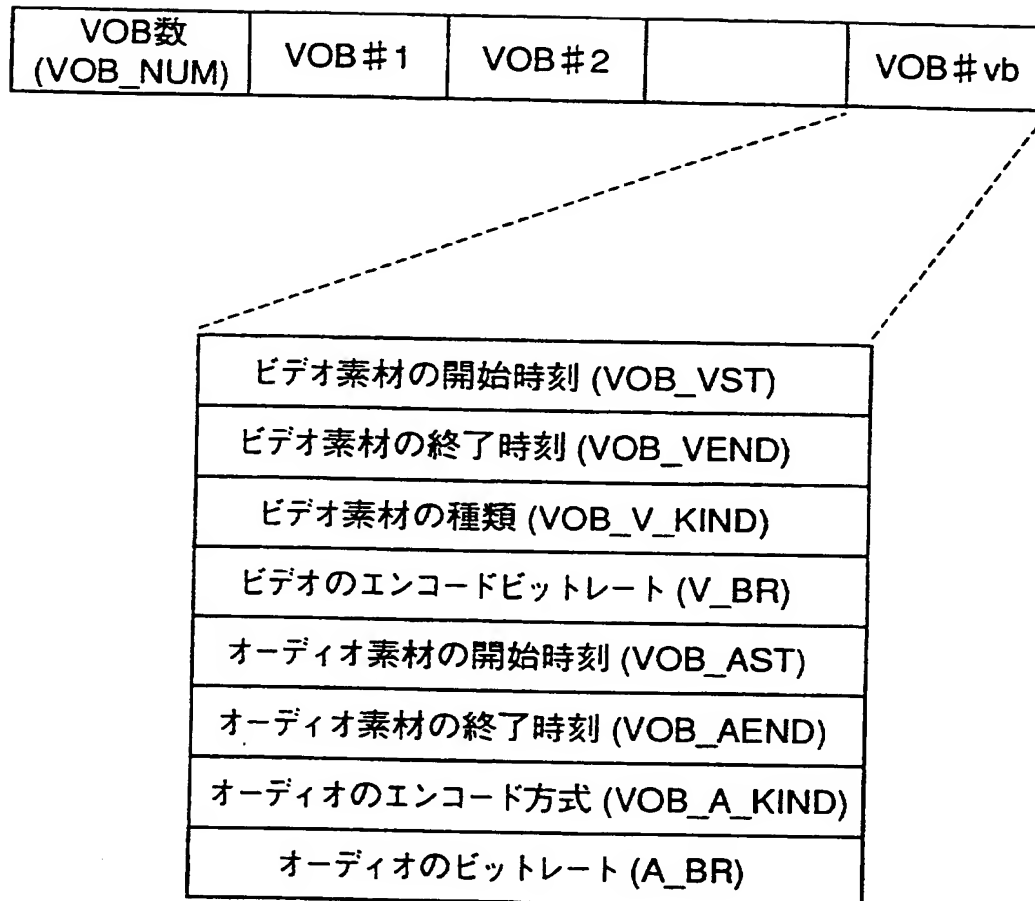 VOB数
(VOB_NUM)
VOB#1
VOB#2
VOB#vb
ビデオ素材の開始時刻 (VOB_VST)
ビデオ素材の終了時刻 (VOB_VEND)
ビデオ素材の種類 (VOB_V_KIND)
ビデオのエンコードビットレート (V_BR)
オーディオ素材の開始時刻 (VOB_AST)
オーディオ素材の終了時刻 (VOB_AEND)
オーディオのエンコード方式 (VOB_A_KIND)
オーディオのビットレート (A_BR)